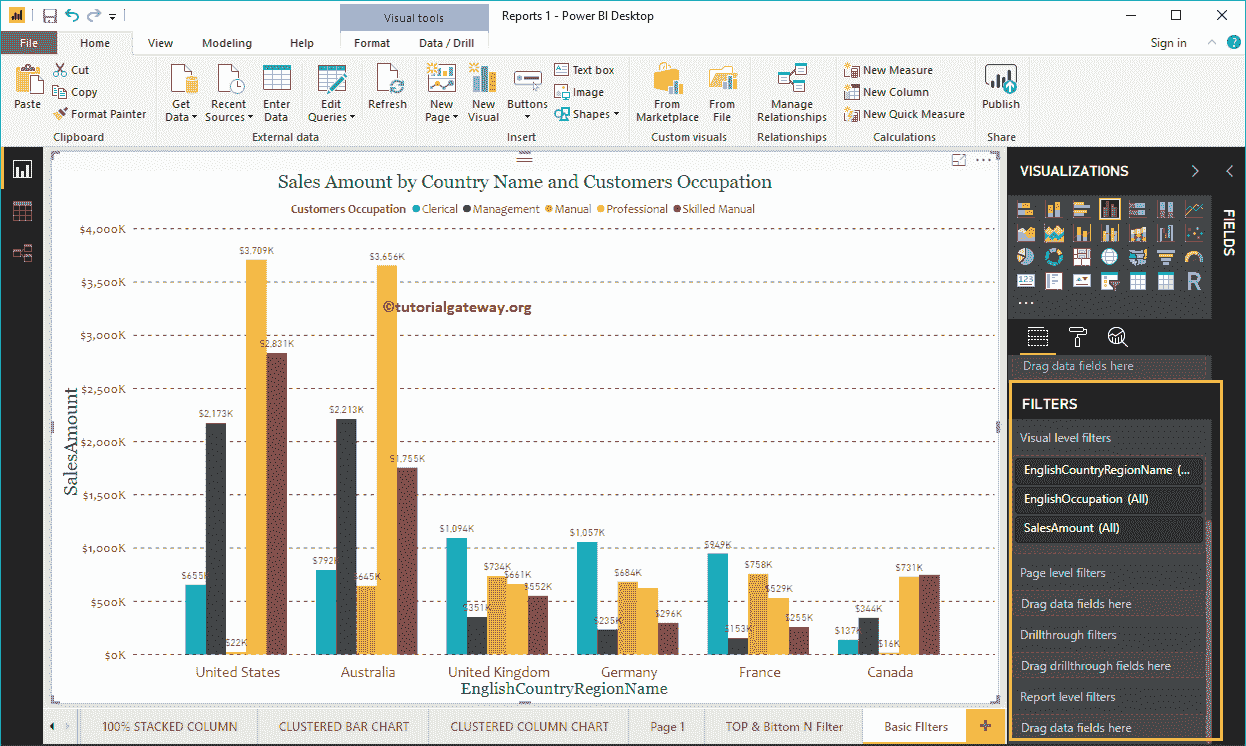 Visual tools
Reports 1 - Power BI Desktop
File Home View Modeling Help Format Data / Drill Sign in
Paste
Cut
Copy
Format Painter
Clipboard
Get Data
Recent Sources
Enter Data
Edit Queries
External data
Refresh
New Page
New Visual
Buttons
Text box
Image
Shapes
Insert
From Marketplace
From File
Custom visuals
Manage Relationships
Relationships
New Measure
New Column
New Quick Measure
Calculations
Publish
Share
Sales Amount by Country Name and Customers Occupation
Customers Occupation Clerical Management Manual Professional Skilled Manual
©tutorialgateway.org
SalesAmount
$4,000K
$3,500K
$3,000K
$2,500K
$2,000K
$1,500K
$1,000K
$500K
$0K
$655K
$2,173K
$22K
$3,709K
$2,831K
$792K
$2,213K
$645K
$3,656K
$1,755K
$1,094K
$351K
$734K
$661K
$552K
$1,057K
$235K
$684K
$296K
$949K
$153K
$758K
$529K
$255K
$137K
$344K
$16K
$731K
United States Australia United Kingdom Germany France Canada
EnglishCountryRegionName
VISUALIZATIONS
123
R
...
FIELDS
Drag data fields here
FILTERS
Visual level filters
EnglishCountryRegionName (...
EnglishOccupation (All)
SalesAmount (All)
Page level filters
Drag data fields here
Drillthrough filters
Drag drillthrough fields here
Report level filters
Drag data fields here
100% STACKED COLUMN CLUSTERED BAR CHART CLUSTERED COLUMN CHART Page 1 TOP & Bittom N Filter Basic FIlters